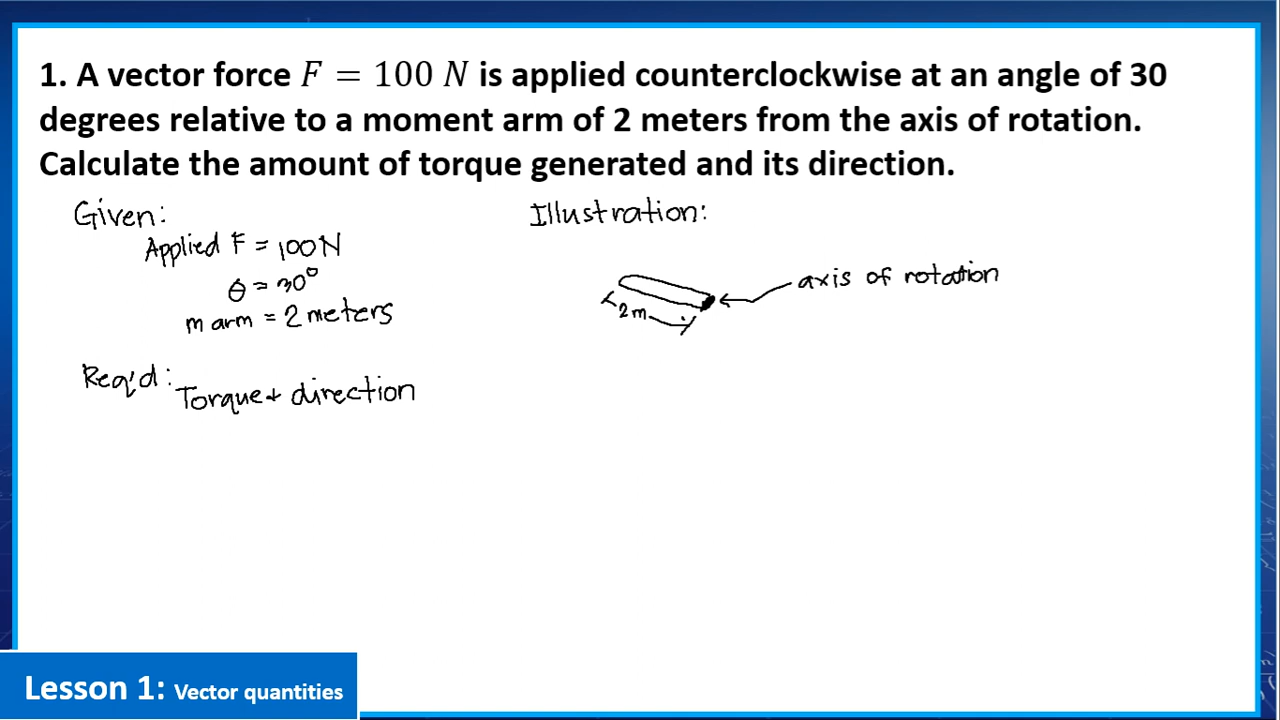 1. A vector force F = 100 N is applied counterclockwise at an angle of 30
degrees relative to a moment arm of 2 meters from the axis of rotation.
Calculate the amount of torque generated and its direction.
Given:
Applied F = 100N
θ = 30°
m arm = 2 meters
Req'd: Torque + direction
Illustration:
axis of rotation
2m
Lesson 1: Vector quantities